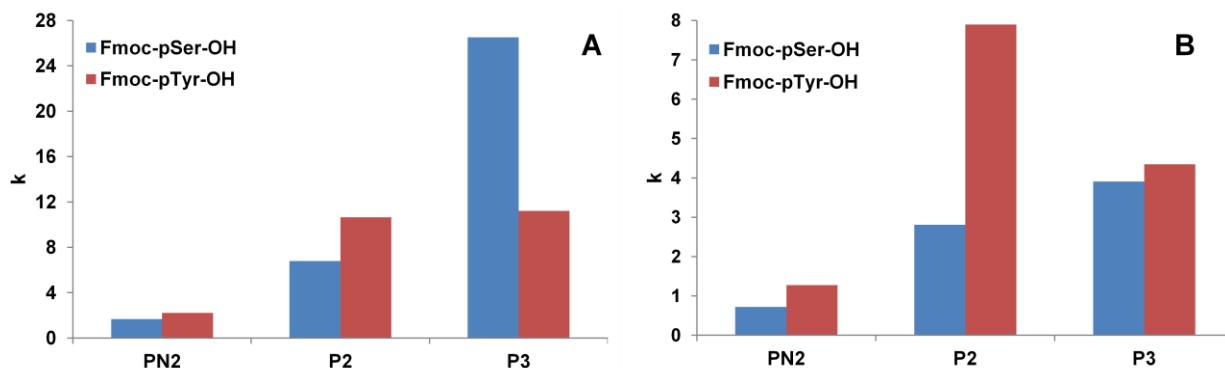 A
28
24
20
16
12
8
4
0
k
Fmoc-pSer-OH
Fmoc-pTyr-OH
PN2 P2 P3
B
8
7
6
5
4
3
2
1
0
k
Fmoc-pSer-OH
Fmoc-pTyr-OH
PN2 P2 P3